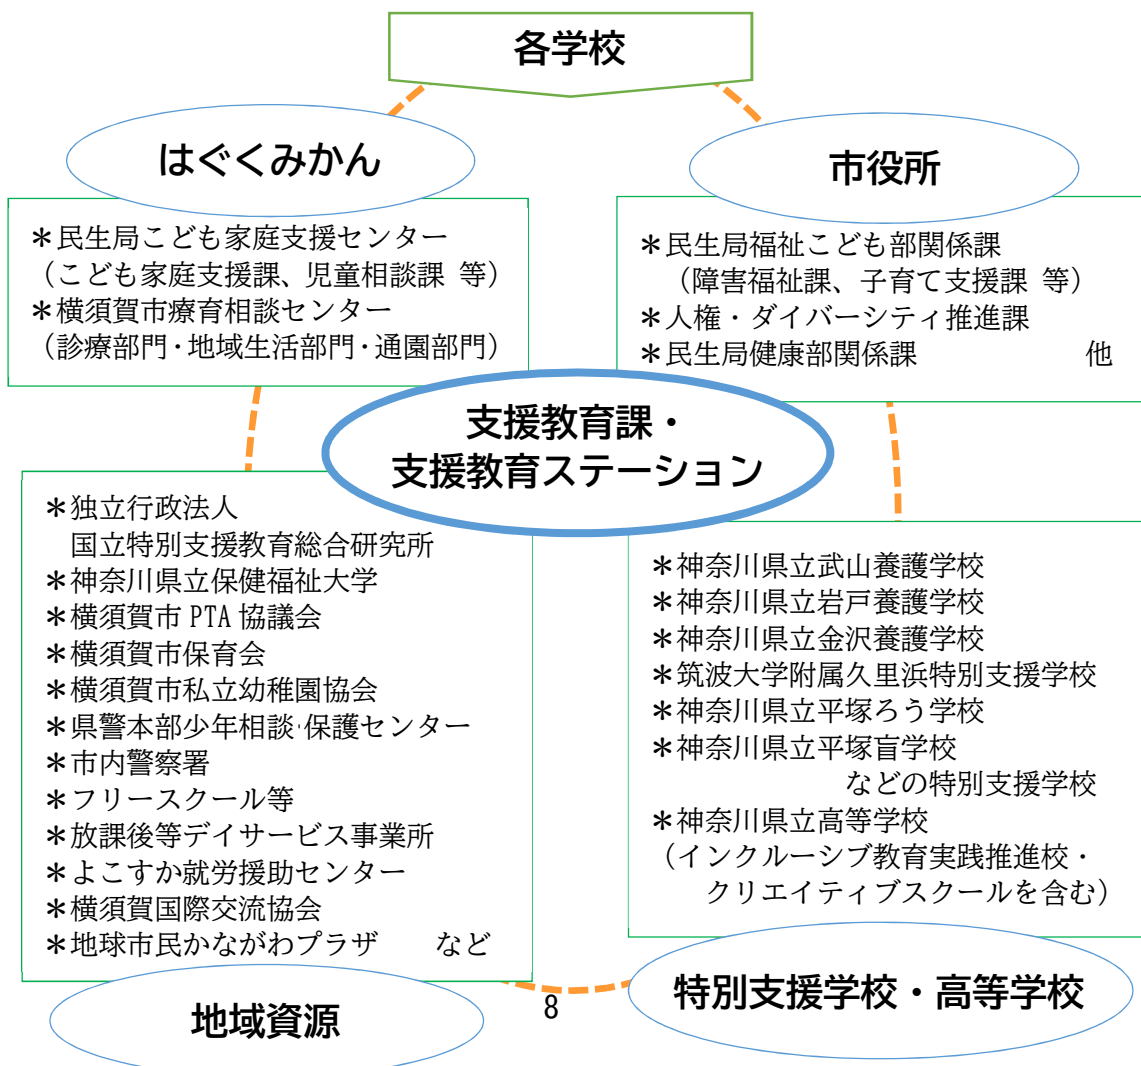 各学校
はぐくみかん
＊民生局こども家庭支援センター
（こども家庭支援課、児童相談課 等）
＊横須賀市療育相談センター
（診療部門・地域生活部門・通園部門）
市役所
＊民生局福祉こども部関係課
（障害福祉課、子育て支援課 等）
＊人権・ダイバーシティ推進課
＊民生局健康部関係課 他
支援教育課・
支援教育ステーション
＊独立行政法人
国立特別支援教育総合研究所
＊神奈川県立保健福祉大学
＊横須賀市 PTA 協議会
＊横須賀市保育会
＊横須賀市私立幼稚園協会
＊県警本部少年相談・保護センター
＊市内警察署
＊フリースクール等
＊放課後等デイサービス事業所
＊よこすか就労援助センター
＊横須賀国際交流協会
＊地球市民かながわプラザ など
地域資源
＊神奈川県立武山養護学校
＊神奈川県立岩戸養護学校
＊神奈川県立金沢養護学校
＊筑波大学附属久里浜特別支援学校
＊神奈川県立平塚ろう学校
＊神奈川県立平塚盲学校
などの特別支援学校
＊神奈川県立高等学校
（インクルーシブ教育実践推進校・
クリエイティブスクールを含む）
特別支援学校・高等学校
8